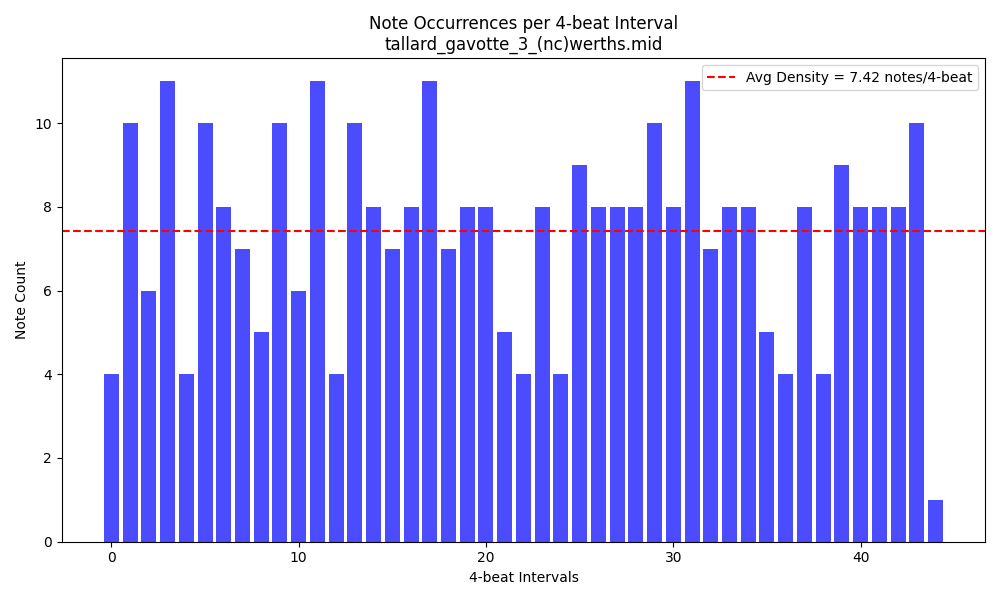 Note Occurrences per 4-beat Interval
tallard_gavotte_3_(nc)werths.mid
Avg Density = 7.42 notes/4-beat
Note Count
10
8
6
4
2
0
0
10
20
30
40
4-beat Intervals